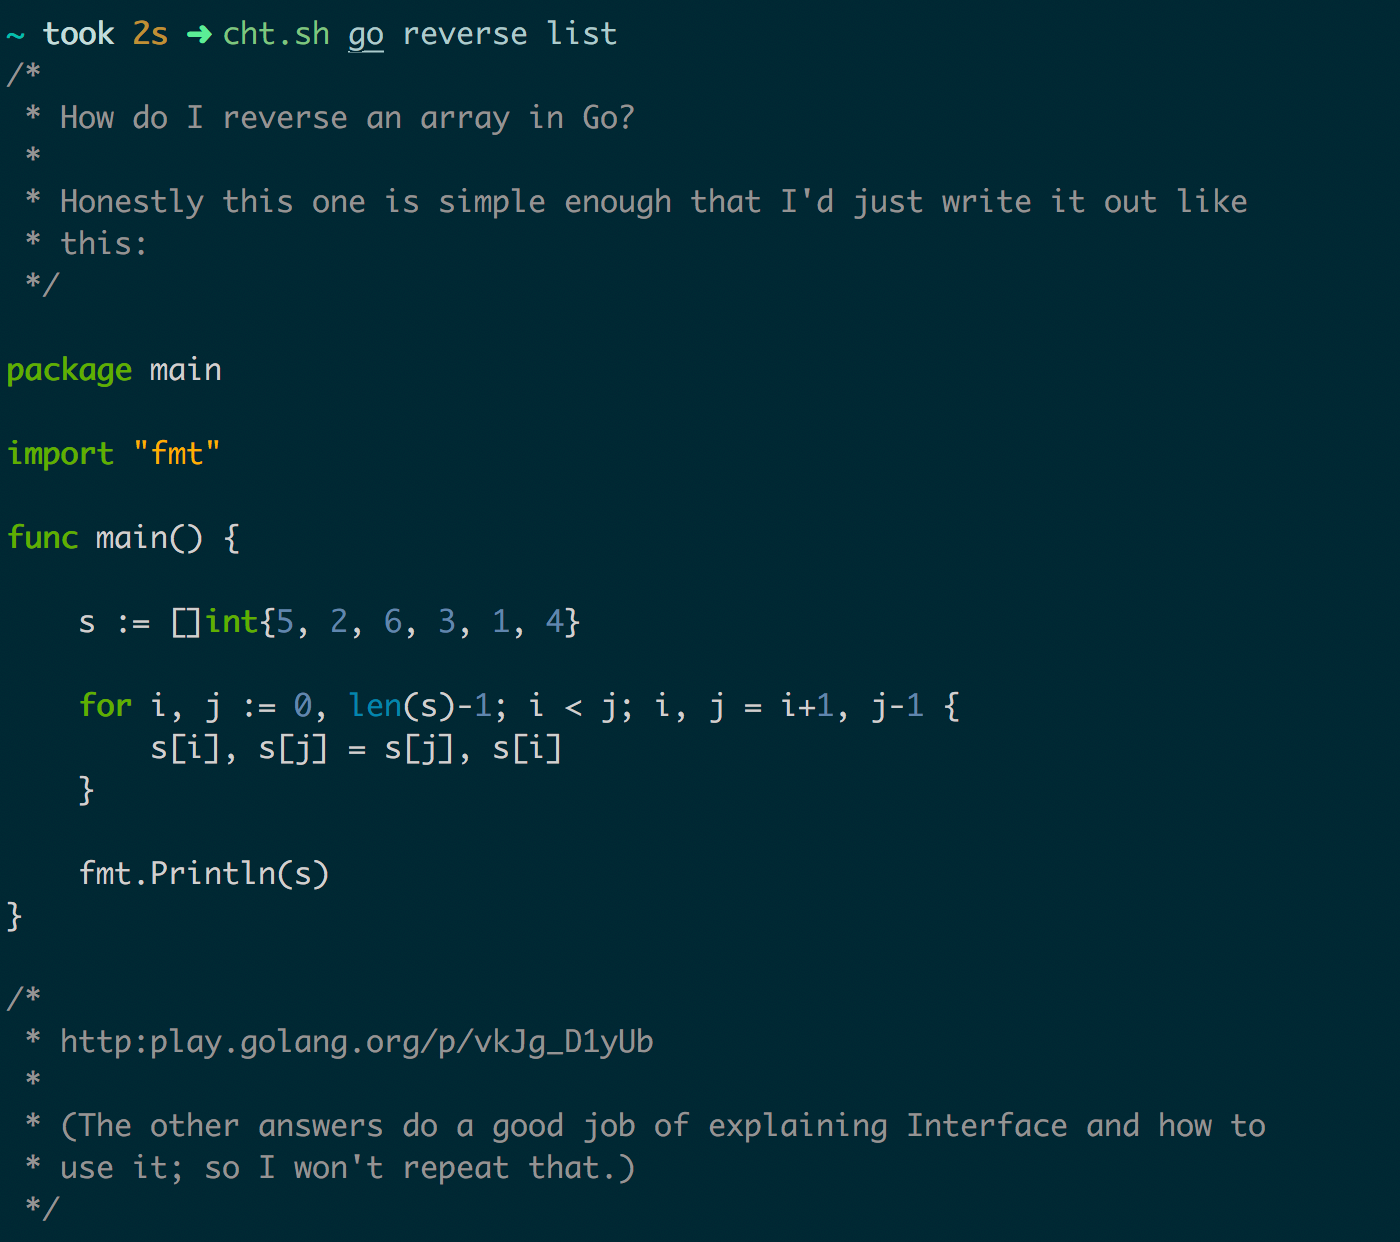 ~ took 2s ➜ cht.sh go reverse list
/*
 * How do I reverse an array in Go?
 *
 * Honestly this one is simple enough that I'd just write it out like
 * this:
 */

package main

import "fmt"

func main() {

    s := []int{5, 2, 6, 3, 1, 4}

    for i, j := 0, len(s)-1; i < j; i, j = i+1, j-1 {
        s[i], s[j] = s[j], s[i]
    }

    fmt.Println(s)
}

/*
 * http:play.golang.org/p/vkJg_D1yUb
 *
 * (The other answers do a good job of explaining Interface and how to
 * use it; so I won't repeat that.)
 */